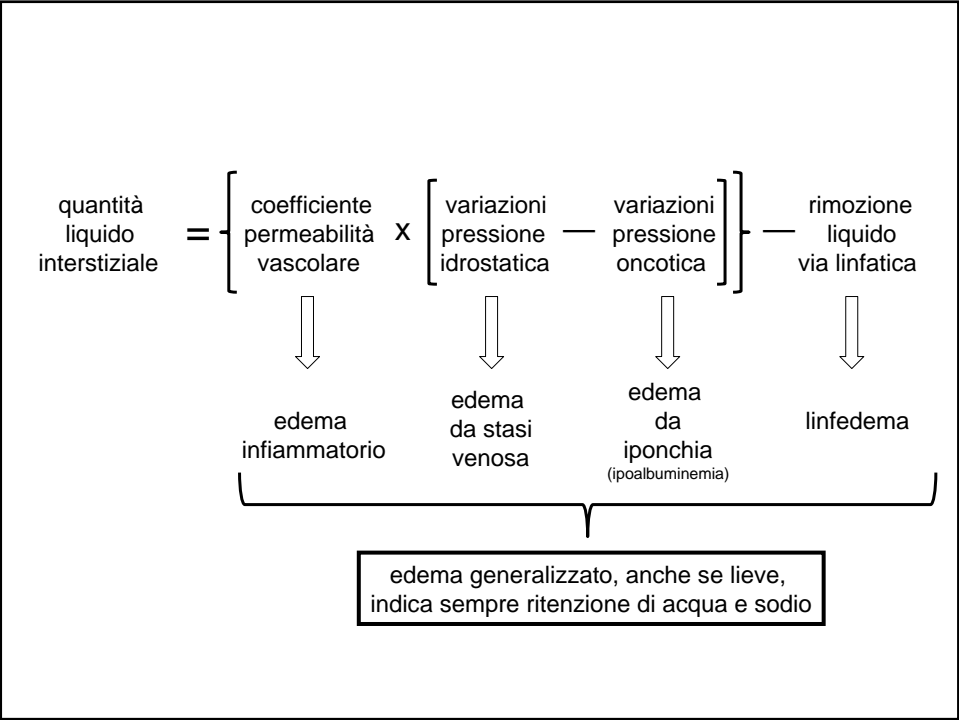 quantità
liquido
interstiziale
=
coefficiente
permeabilità
vascolare
x
variazioni
pressione
idrostatica
—
variazioni
pressione
oncotica
—
rimozione
liquido
via linfatica
edema
infiammatorio
edema
da stasi
venosa
edema
da
iponchia
(ipoalbuminemia)
linfedema
edema generalizzato, anche se lieve,
indica sempre ritenzione di acqua e sodio